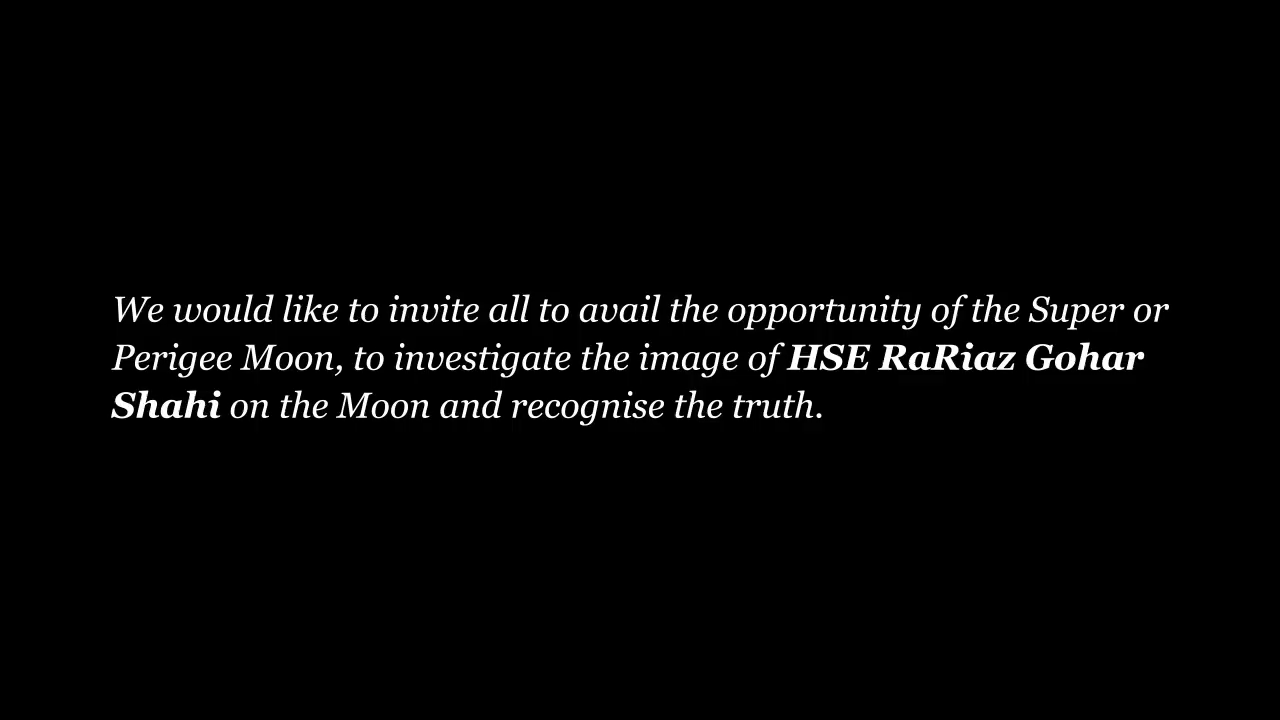 We would like to invite all to avail the opportunity of the Super or
Perigee Moon, to investigate the image of HSE RaRiaz Gohar
Shahi on the Moon and recognise the truth.